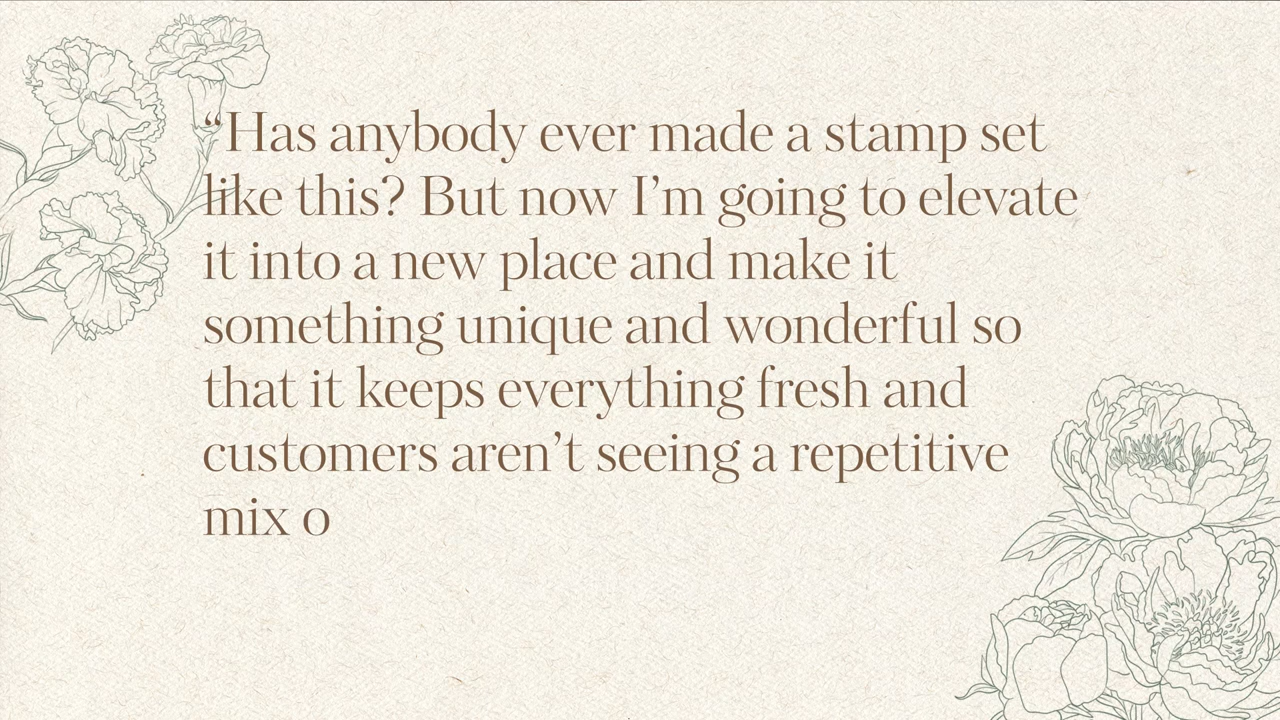 “Has anybody ever made a stamp set
like this? But now I’m going to elevate
it into a new place and make it
something unique and wonderful so
that it keeps everything fresh and
customers aren’t seeing a repetitive
mix o